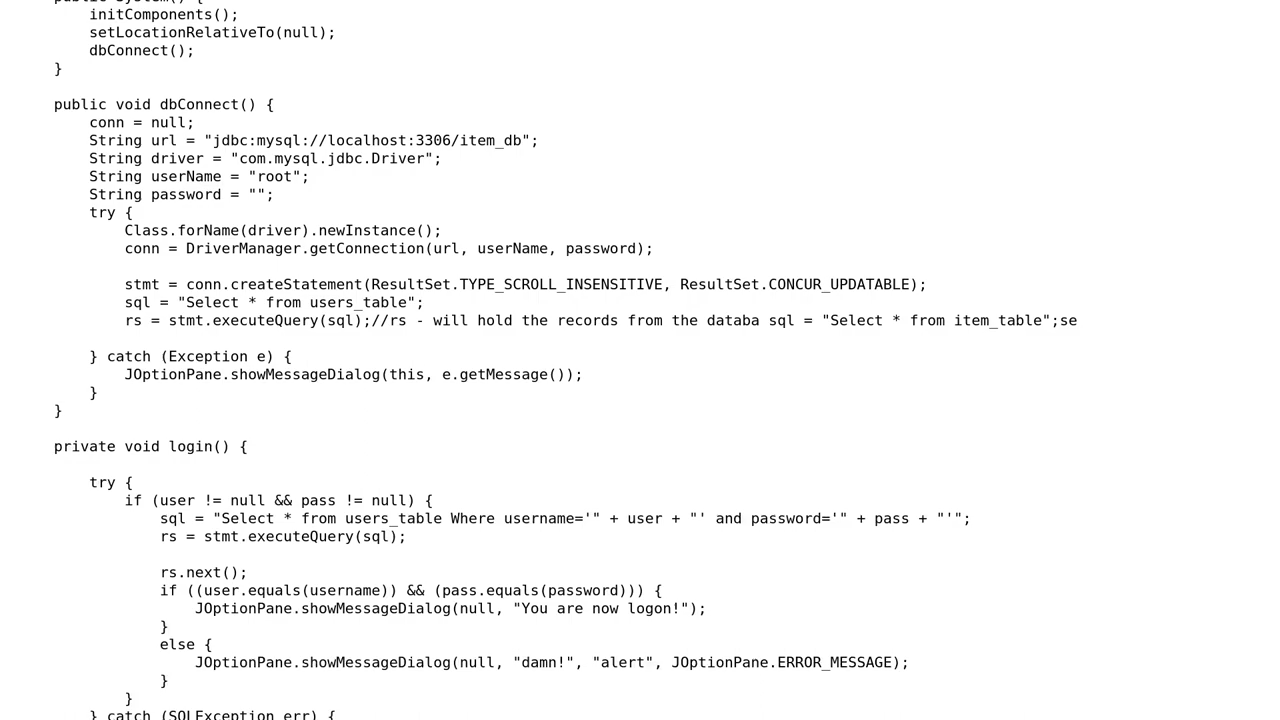 public System() {
initComponents();
setLocationRelativeTo(null);
dbConnect();
}
public void dbConnect() {
conn = null;
String url = "jdbc:mysql://localhost:3306/item_db";
String driver = "com.mysql.jdbc.Driver";
String userName = "root";
String password = "";
try {
Class.forName(driver).newInstance();
conn = DriverManager.getConnection(url, userName, password);
stmt = conn.createStatement(ResultSet.TYPE_SCROLL_INSENSITIVE, ResultSet.CONCUR_UPDATABLE);
sql = "Select * from users_table";
rs = stmt.executeQuery(sql);//rs - will hold the records from the databa sql = "Select * from item_table";se
} catch (Exception e) {
JOptionPane.showMessageDialog(this, e.getMessage());
}
}
private void login() {
try {
if (user != null && pass != null) {
sql = "Select * from users_table Where username='" + user + "' and password='" + pass + "'";
rs = stmt.executeQuery(sql);
rs.next();
if ((user.equals(username)) && (pass.equals(password))) {
JOptionPane.showMessageDialog(null, "You are now logon!");
}
else {
JOptionPane.showMessageDialog(null, "damn!", "alert", JOptionPane.ERROR_MESSAGE);
}
}
} catch (SQLException err) {